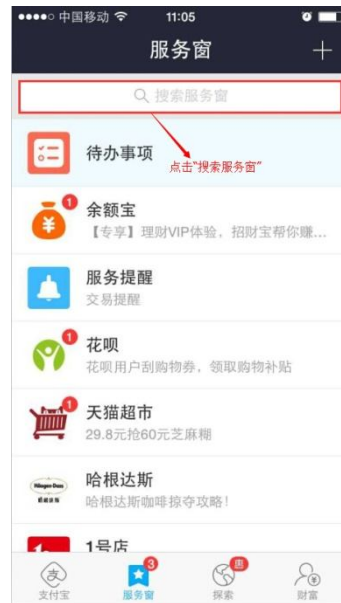 中国移动
11:05
服务窗
搜索服务窗
待办事项
点击"搜索服务窗"
1
余额宝
【专享】理财VIP体验，招财宝帮你赚...
服务提醒
交易提醒
1
花呗
花呗用户刮购物券，领取购物补贴
1
天猫超市
29.8元抢60元芝麻糊
Häagen-Dazs
哈根达斯
哈根达斯咖啡掠夺攻略！
1号店
支付宝
3
服务窗
惠
探索
财富